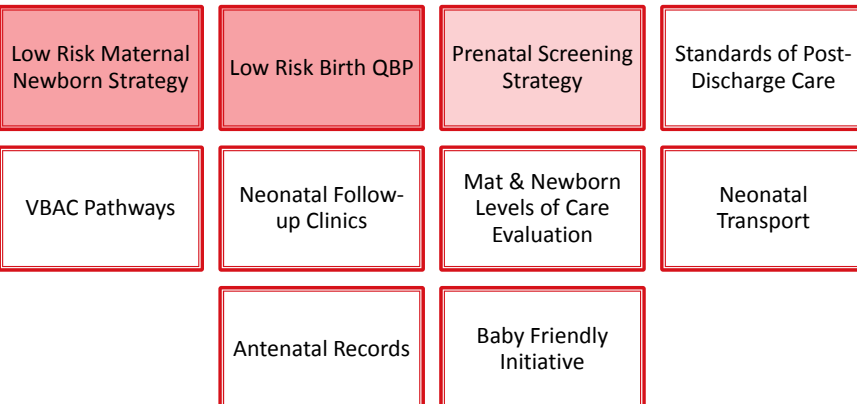 Low Risk Maternal
Newborn Strategy
Low Risk Birth QBP
Prenatal Screening
Strategy
Standards of Post-
Discharge Care
VBAC Pathways
Neonatal Follow-
up Clinics
Mat & Newborn
Levels of Care
Evaluation
Neonatal
Transport
Antenatal Records
Baby Friendly
Initiative